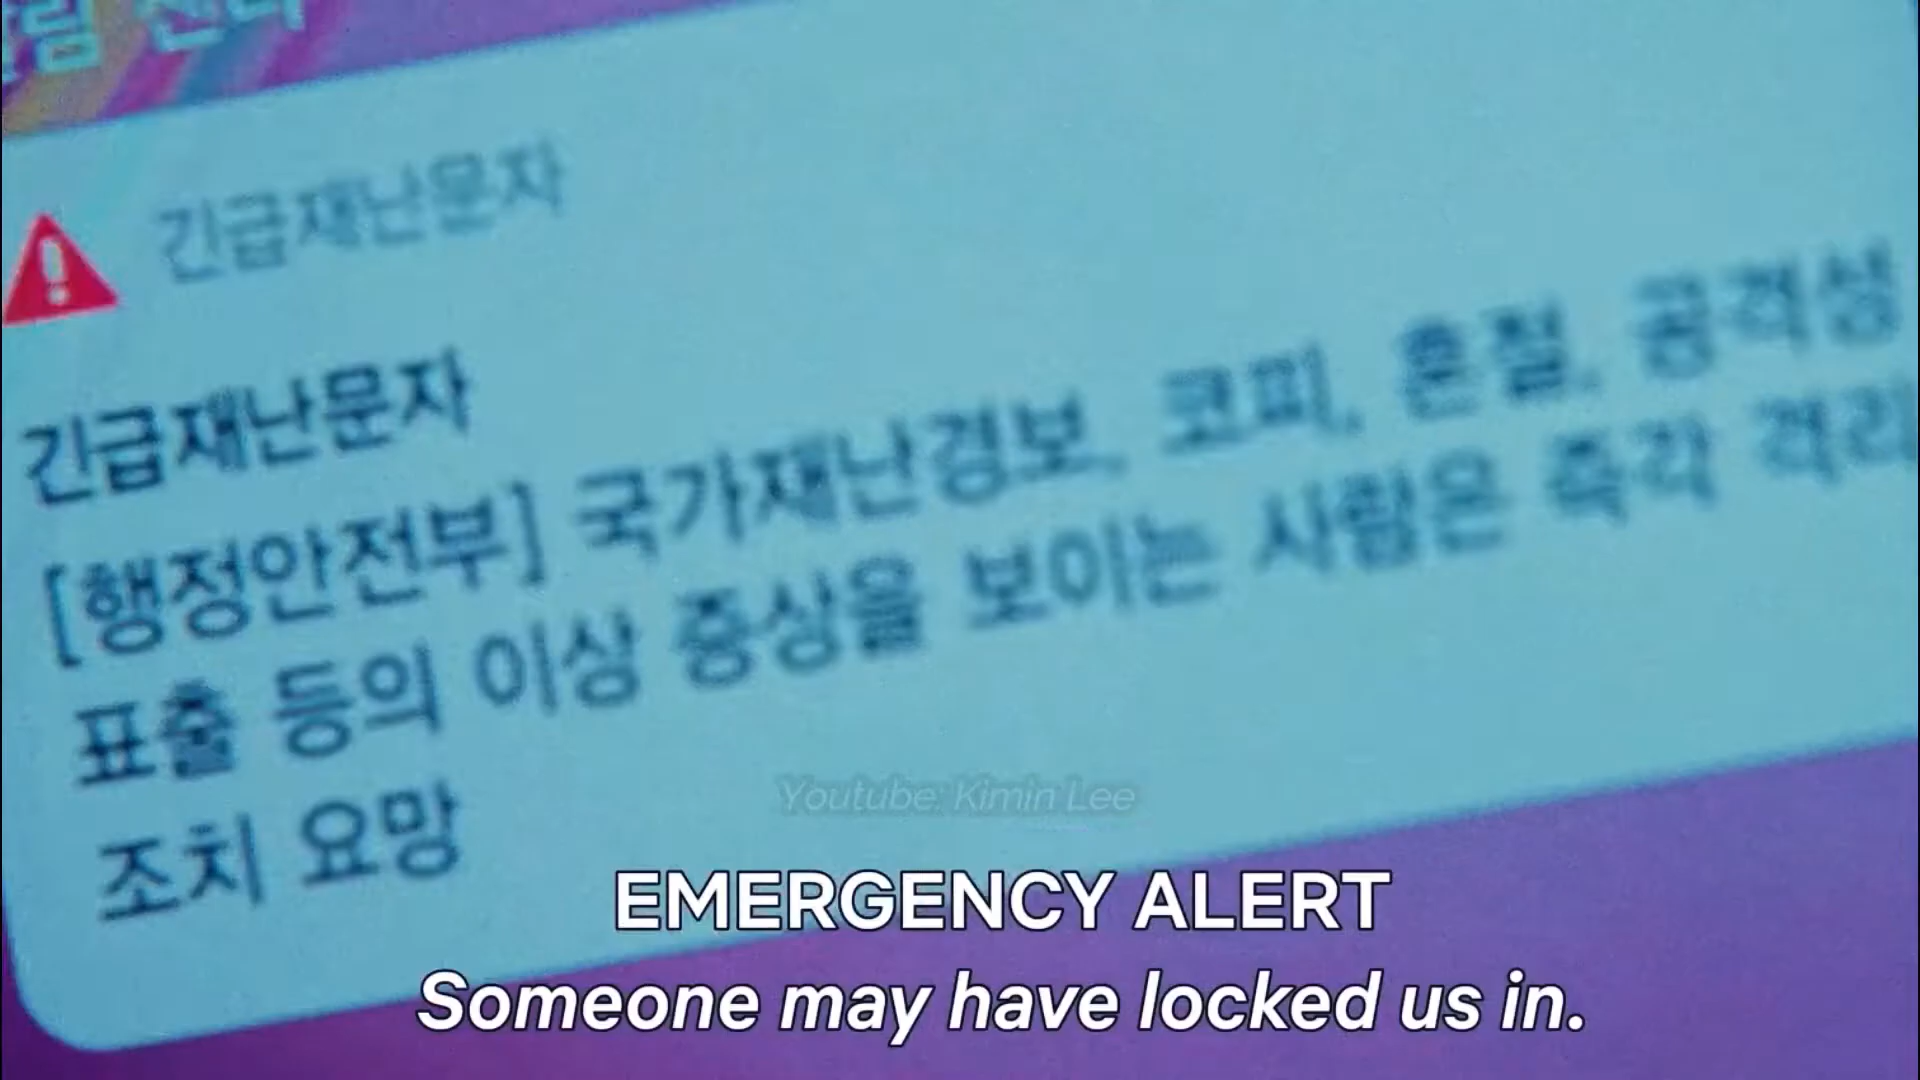 림 센터
긴급재난문자
긴급재난문자
[행정안전부] 국가재난경보, 코피, 혼절, 공격성
표출 등의 이상 증상을 보이는 사람은 즉각 격리
조치 요망
Youtube: Kimin Lee
EMERGENCY ALERT
Someone may have locked us in.